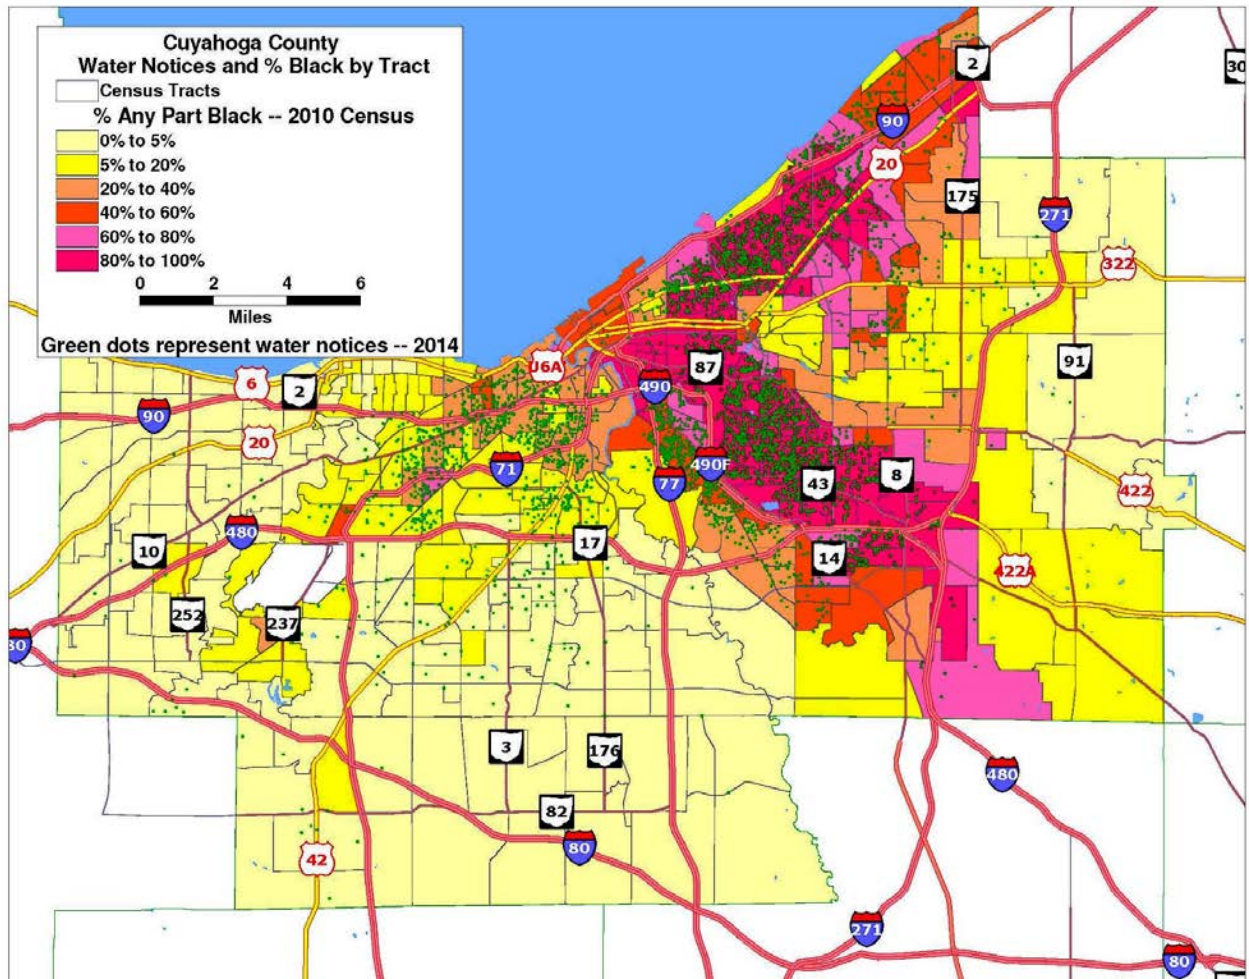 Cuyahoga County
Water Notices and % Black by Tract
Census Tracts
% Any Part Black -- 2010 Census
0% to 5%
5% to 20%
20% to 40%
40% to 60%
60% to 80%
80% to 100%
0 2 4 6
Miles
Green dots represent water notices -- 2014
2
30
90
20
175
271
322
U6A
87
91
6
2
490
90
20
71
490F
77
43
8
422
480
10
17
14
422A
252
237
80
3
176
480
82
80
42
271
80